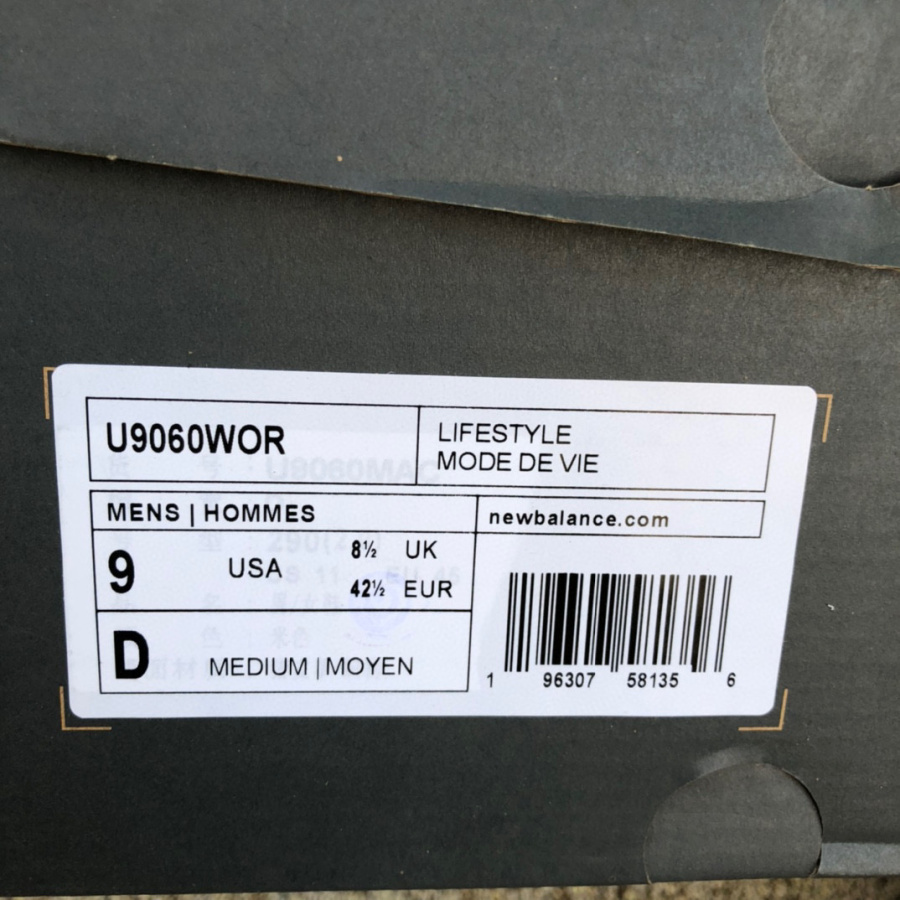 U9060WOR
LIFESTYLE
MODE DE VIE
MENS | HOMMES
newbalance.com
9 USA 8½ UK
42½ EUR
D MEDIUM | MOYEN
1 96307 58135 6
U9060MAC